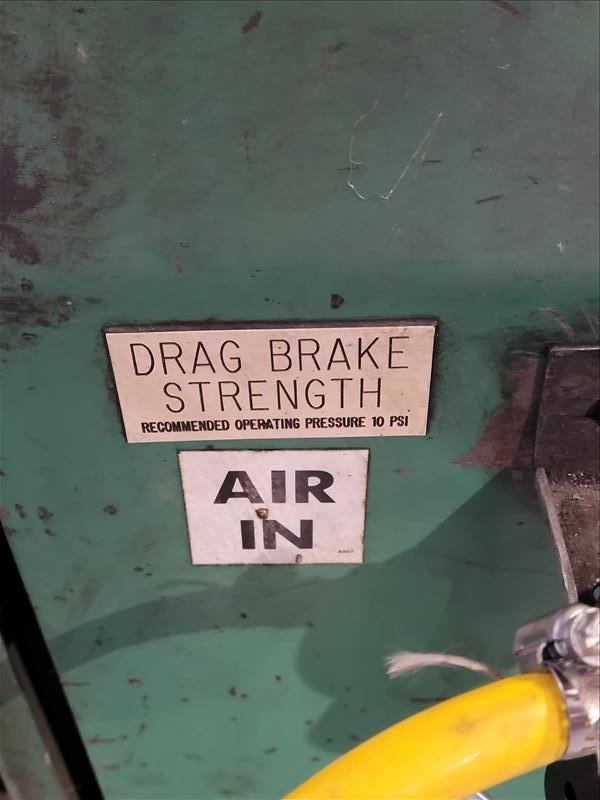 DRAG BRAKE
STRENGTH
RECOMMENDED OPERATING PRESSURE 10 PSI
AIR
IN